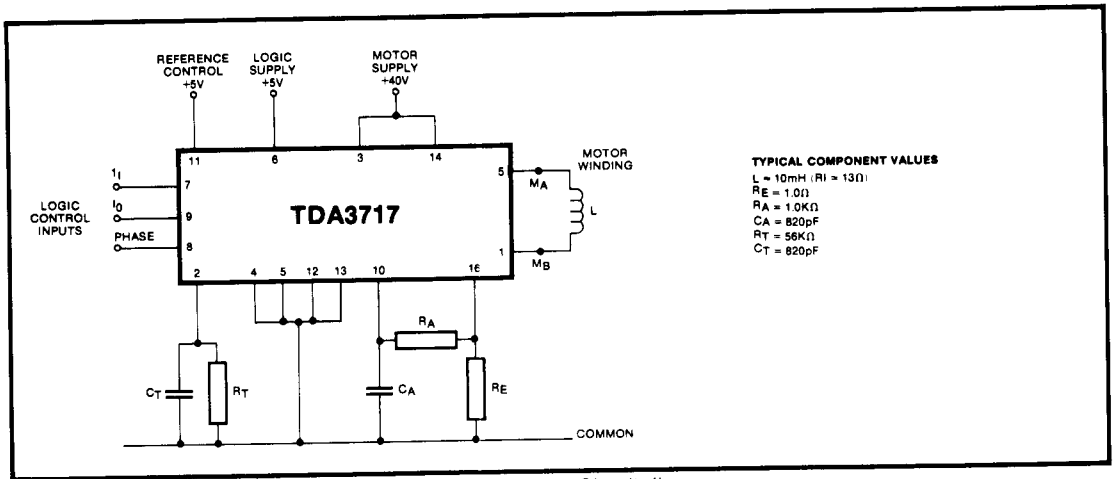 REFERENCE
CONTROL
+5V
LOGIC
SUPPLY
+5V
MOTOR
SUPPLY
+40V
11
6
3
14
I1
7
I0
9
PHASE
8
LOGIC
CONTROL
INPUTS
TDA3717
5
MA
MOTOR
WINDING
L
1
MB
2
4
5
12
13
10
16
CT
RT
RA
CA
RE
COMMON
TYPICAL COMPONENT VALUES
L = 10mH (Rl = 13Ω)
RE = 1.0Ω
RA = 1.0KΩ
CA = 820pF
RT = 56KΩ
CT = 820pF